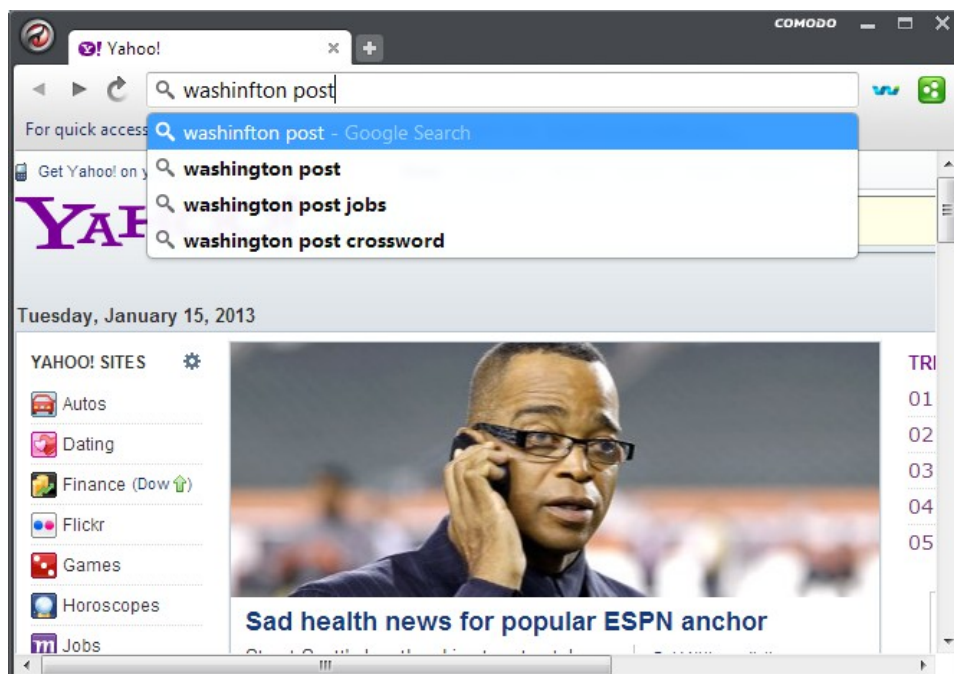 COMODO
Yahoo!
washinfton post
For quick access
washinfton post - Google Search
washington post
washington post jobs
washington post crossword
Get Yahoo! on
YAH
Tuesday, January 15, 2013
YAHOO! SITES
Autos
Dating
Finance (Dow)
Flickr
Games
Horoscopes
Jobs
Sad health news for popular ESPN anchor
TRE
01
02
03
04
05